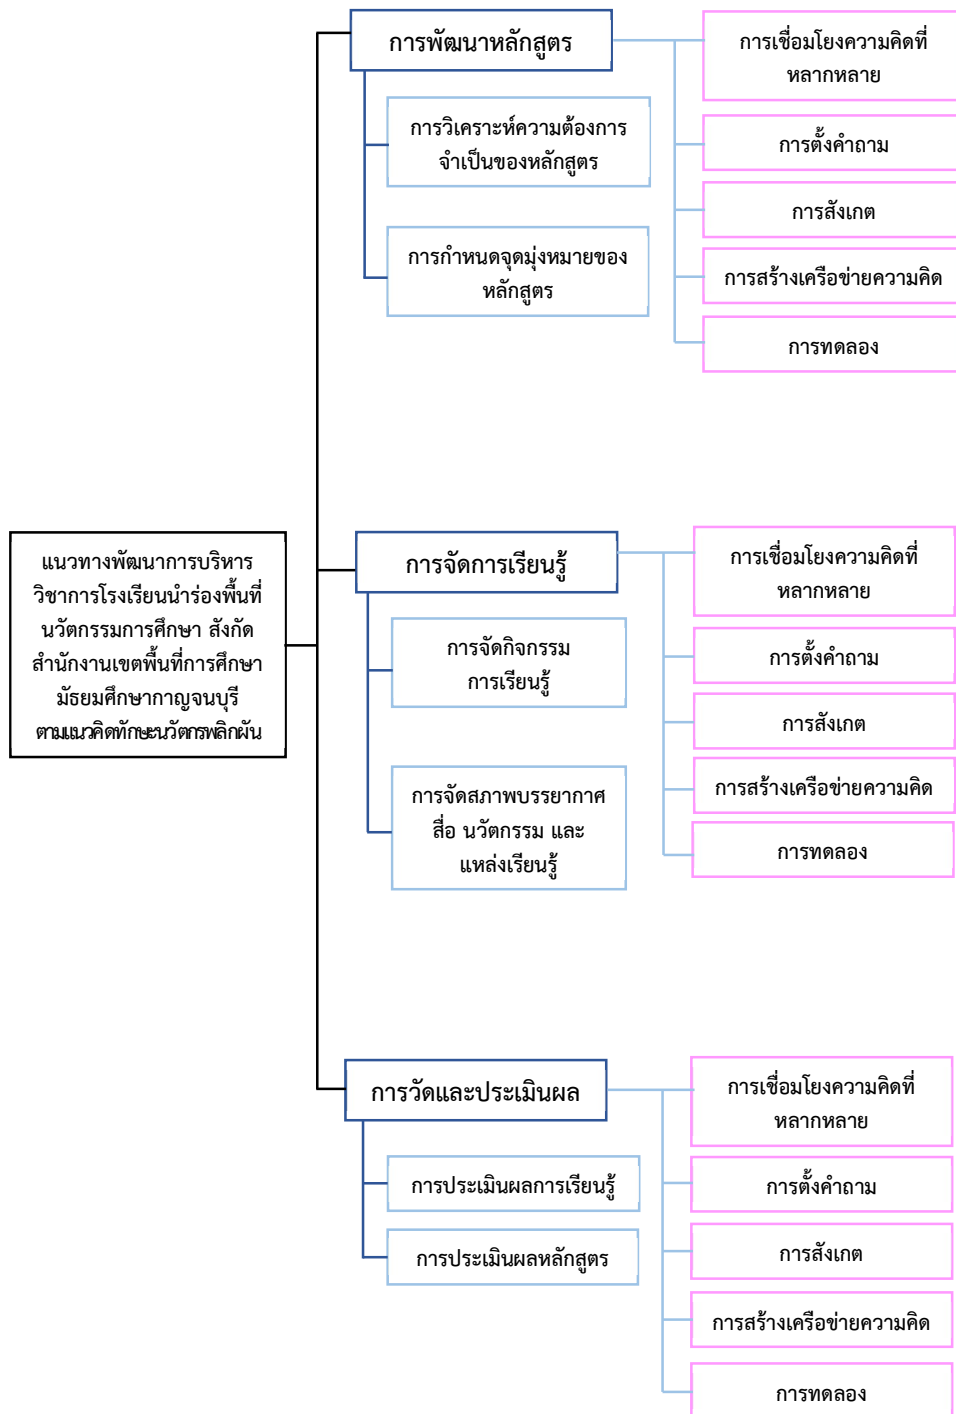 การพัฒนาหลักสูตร
การวิเคราะห์ความต้องการ
จำเป็นของหลักสูตร
การกำหนดจุดมุ่งหมายของ
หลักสูตร
การเชื่อมโยงความคิดที่
หลากหลาย
การตั้งคำถาม
การสังเกต
การสร้างเครือข่ายความคิด
การทดลอง
แนวทางพัฒนาการบริหาร
วิชาการโรงเรียนนำร่องพื้นที่
นวัตกรรมการศึกษา สังกัด
สำนักงานเขตพื้นที่การศึกษา
มัธยมศึกษากาญจนบุรี
ตามแนวคิดทักษะนวัตกรพลิกผัน
การจัดการเรียนรู้
การจัดกิจกรรม
การเรียนรู้
การจัดสภาพบรรยากาศ
สื่อ นวัตกรรม และ
แหล่งเรียนรู้
การเชื่อมโยงความคิดที่
หลากหลาย
การตั้งคำถาม
การสังเกต
การสร้างเครือข่ายความคิด
การทดลอง
การวัดและประเมินผล
การประเมินผลการเรียนรู้
การประเมินผลหลักสูตร
การเชื่อมโยงความคิดที่
หลากหลาย
การตั้งคำถาม
การสังเกต
การสร้างเครือข่ายความคิด
การทดลอง